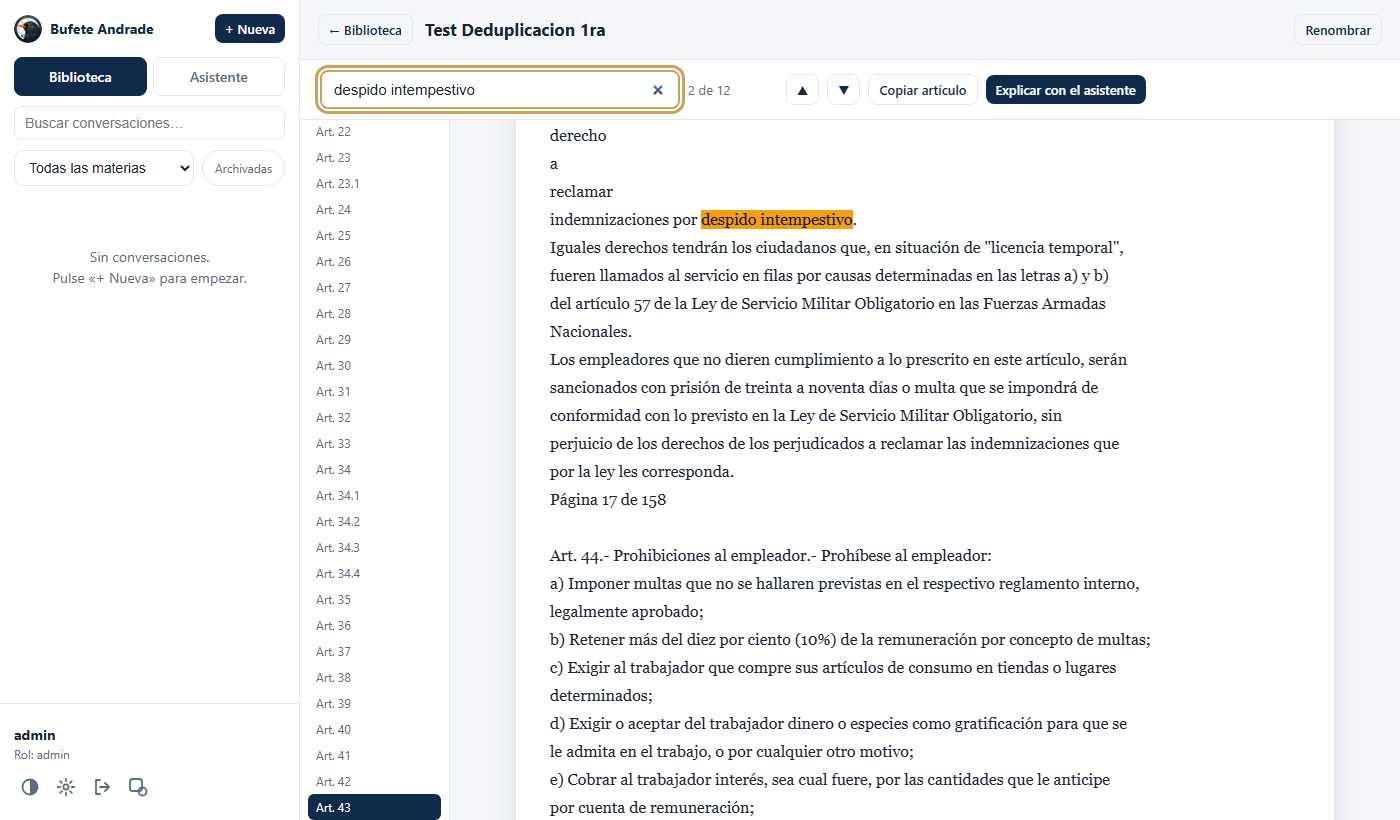 Bufete Andrade
+ Nueva
Biblioteca
Asistente
Buscar conversaciones…
Todas las materias
Archivadas
Sin conversaciones.
Pulse «+ Nueva» para empezar.
admin
Rol: admin
← Biblioteca
Test Deduplicacion 1ra
Renombrar
despido intempestivo
2 de 12
▲
▼
Copiar artículo
Explicar con el asistente
Art. 22
Art. 23
Art. 23.1
Art. 24
Art. 25
Art. 26
Art. 27
Art. 28
Art. 29
Art. 30
Art. 31
Art. 32
Art. 33
Art. 34
Art. 34.1
Art. 34.2
Art. 34.3
Art. 34.4
Art. 35
Art. 36
Art. 37
Art. 38
Art. 39
Art. 40
Art. 41
Art. 42
Art. 43
derecho
a
reclamar
indemnizaciones por despido intempestivo.
Iguales derechos tendrán los ciudadanos que, en situación de "licencia temporal",
fueren llamados al servicio en filas por causas determinadas en las letras a) y b)
del artículo 57 de la Ley de Servicio Militar Obligatorio en las Fuerzas Armadas
Nacionales.
Los empleadores que no dieren cumplimiento a lo prescrito en este artículo, serán
sancionados con prisión de treinta a noventa días o multa que se impondrá de
conformidad con lo previsto en la Ley de Servicio Militar Obligatorio, sin
perjuicio de los derechos de los perjudicados a reclamar las indemnizaciones que
por la ley les corresponda.
Página 17 de 158
Art. 44.- Prohibiciones al empleador.- Prohíbese al empleador:
a) Imponer multas que no se hallaren previstas en el respectivo reglamento interno,
legalmente aprobado;
b) Retener más del diez por ciento (10%) de la remuneración por concepto de multas;
c) Exigir al trabajador que compre sus artículos de consumo en tiendas o lugares
determinados;
d) Exigir o aceptar del trabajador dinero o especies como gratificación para que se
le admita en el trabajo, o por cualquier otro motivo;
e) Cobrar al trabajador interés, sea cual fuere, por las cantidades que le anticipe
por cuenta de remuneración;